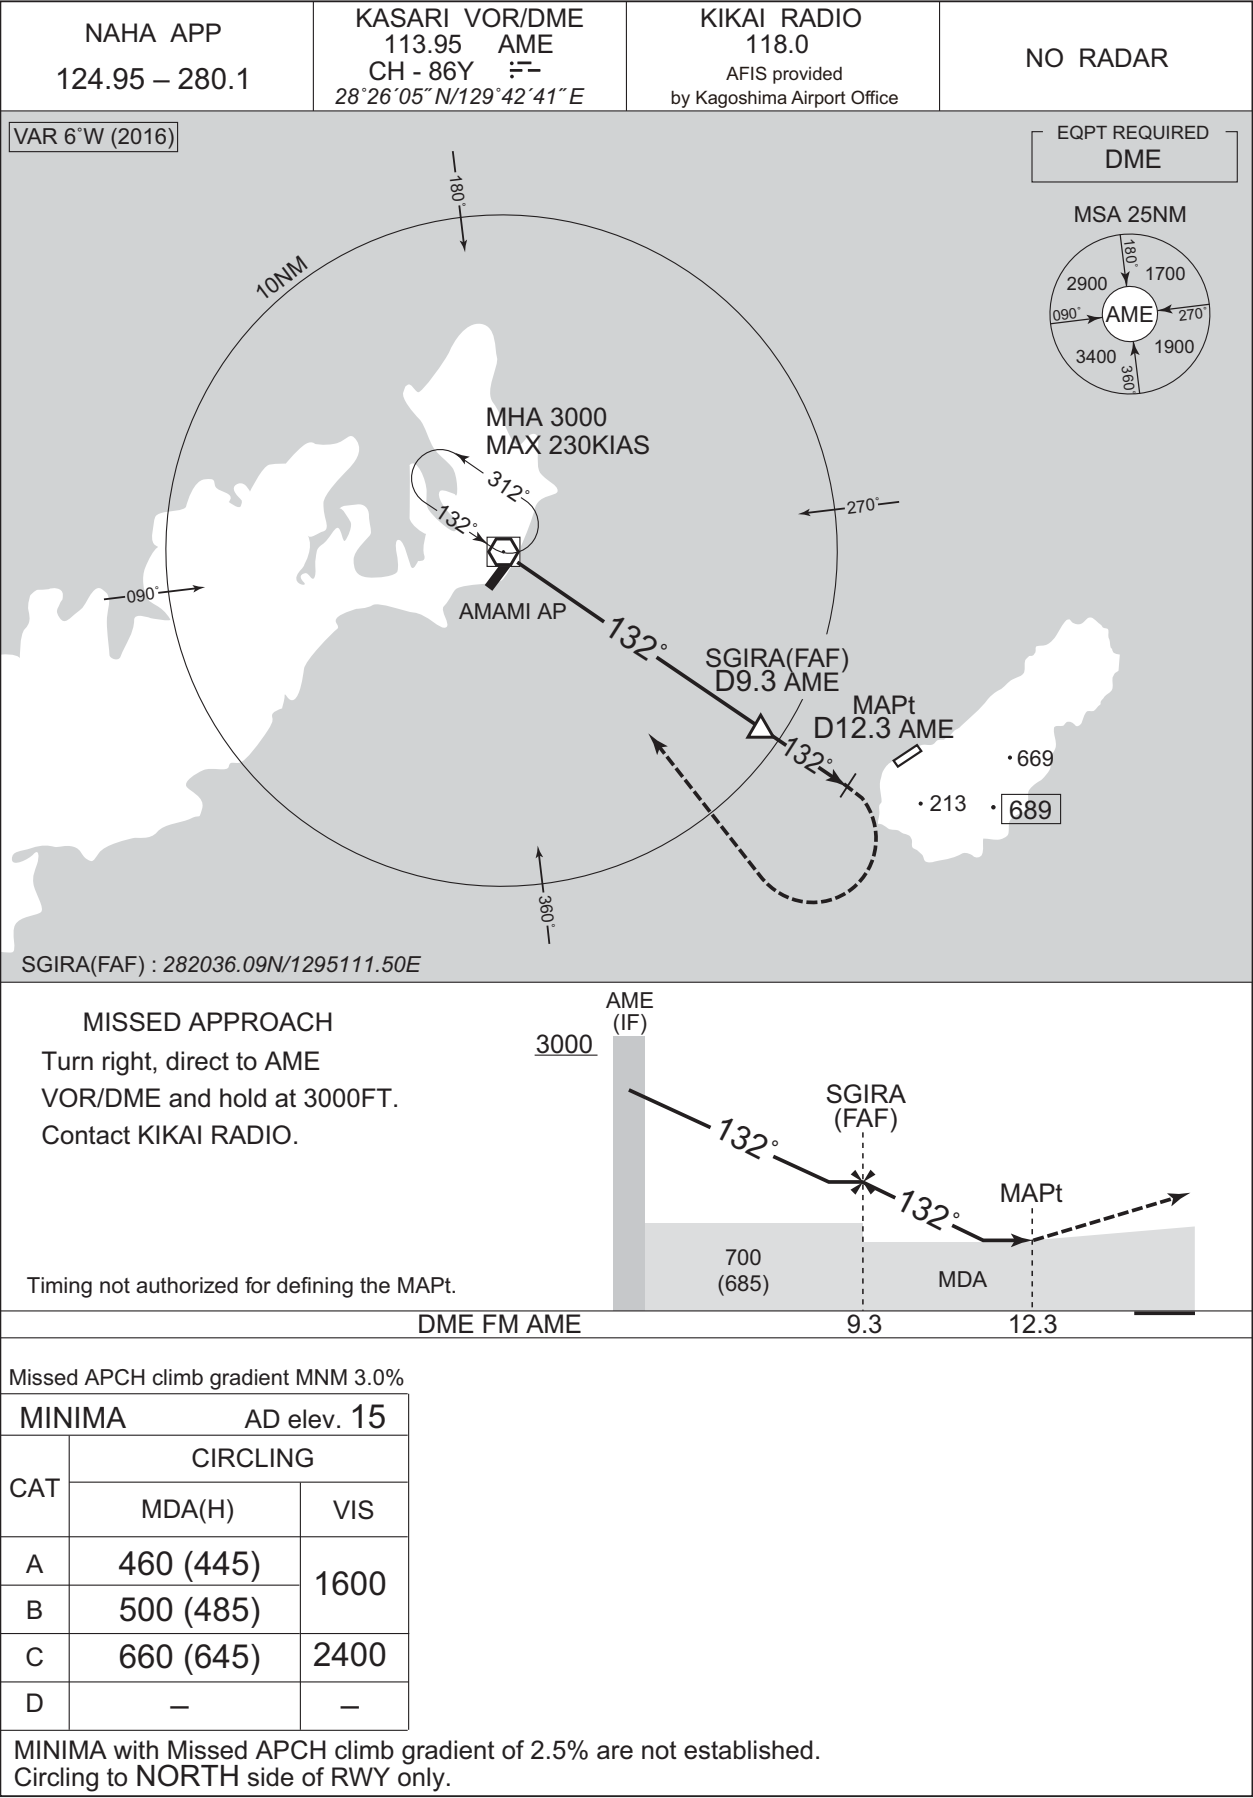 NAHA APP
124.95 – 280.1
KASARI VOR/DME
113.95 AME
CH - 86Y
28°26´05˝N/129°42´41˝E
KIKAI RADIO
118.0
AFIS provided
by Kagoshima Airport Office
NO RADAR
VAR 6°W (2016)
EQPT REQUIRED
DME
MSA 25NM
180°
2900
1700
090°
AME
270°
3400
1900
360°
180°
10NM
MHA 3000
MAX 230KIAS
312°
132°
270°
090°
AMAMI AP
132°
SGIRA(FAF)
D9.3 AME
MAPt
D12.3 AME
132°
669
213
689
360°
SGIRA(FAF) : 282036.09N/1295111.50E
MISSED APPROACH
Turn right, direct to AME
VOR/DME and hold at 3000FT.
Contact KIKAI RADIO.
Timing not authorized for defining the MAPt.
AME
(IF)
3000
SGIRA
(FAF)
132°
132°
MAPt
700
(685)
MDA
DME FM AME 9.3 12.3
Missed APCH climb gradient MNM 3.0%
MINIMA AD elev. 15
CAT CIRCLING
MDA(H) VIS
A 460 (445) 1600
B 500 (485)
C 660 (645) 2400
D – –
MINIMA with Missed APCH climb gradient of 2.5% are not established.
Circling to NORTH side of RWY only.